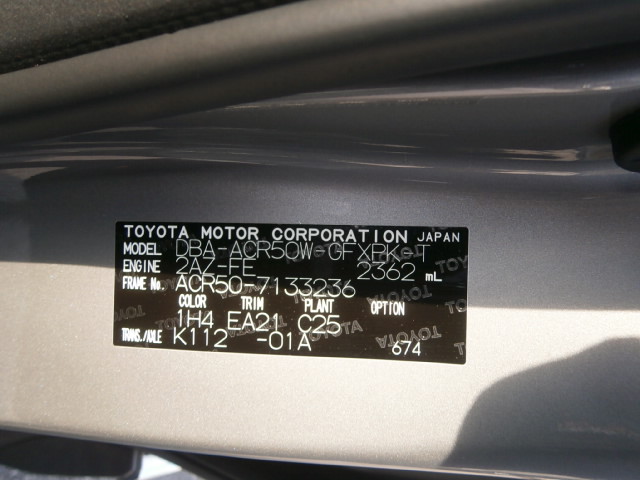 TOYOTA MOTOR CORPORATION JAPAN
MODEL DBA-ACR50W-GFXPK-T
ENGINE 2AZ-FE 2362 mL
FRAME No. ACR50-7133236
COLOR TRIM PLANT OPTION
1H4 EA21 C25
TRANS./AXLE K112 -01A 674